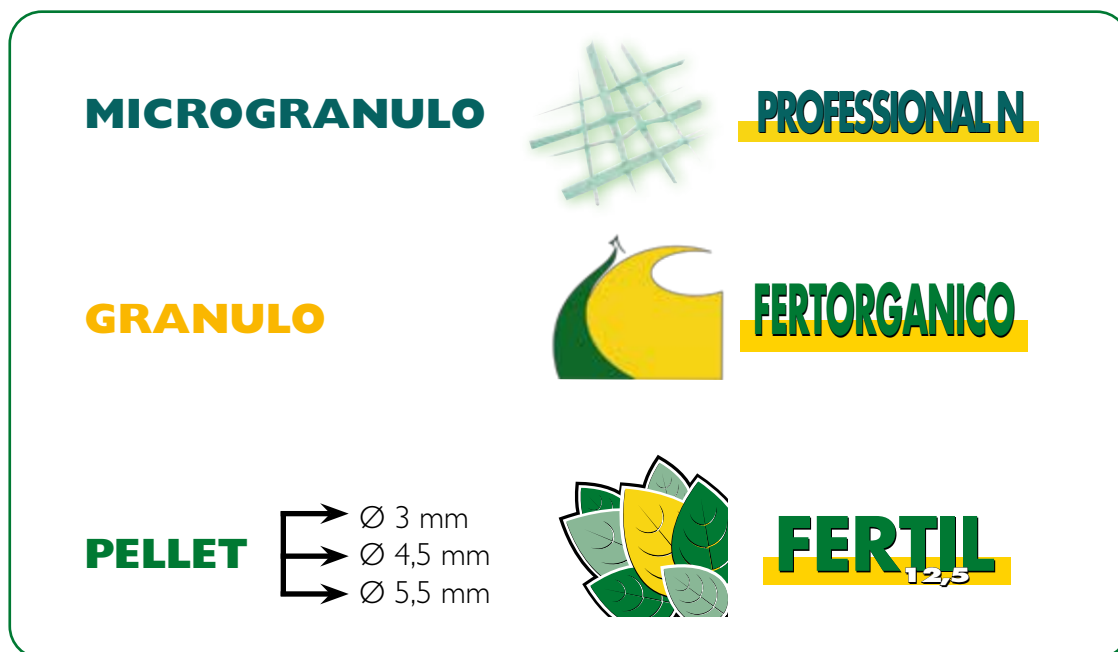 MICROGRANULO
PROFESSIONAL N
GRANULO
FERTORGANICO
PELLET
Ø 3 mm
Ø 4,5 mm
Ø 5,5 mm
FERTIL
12,5